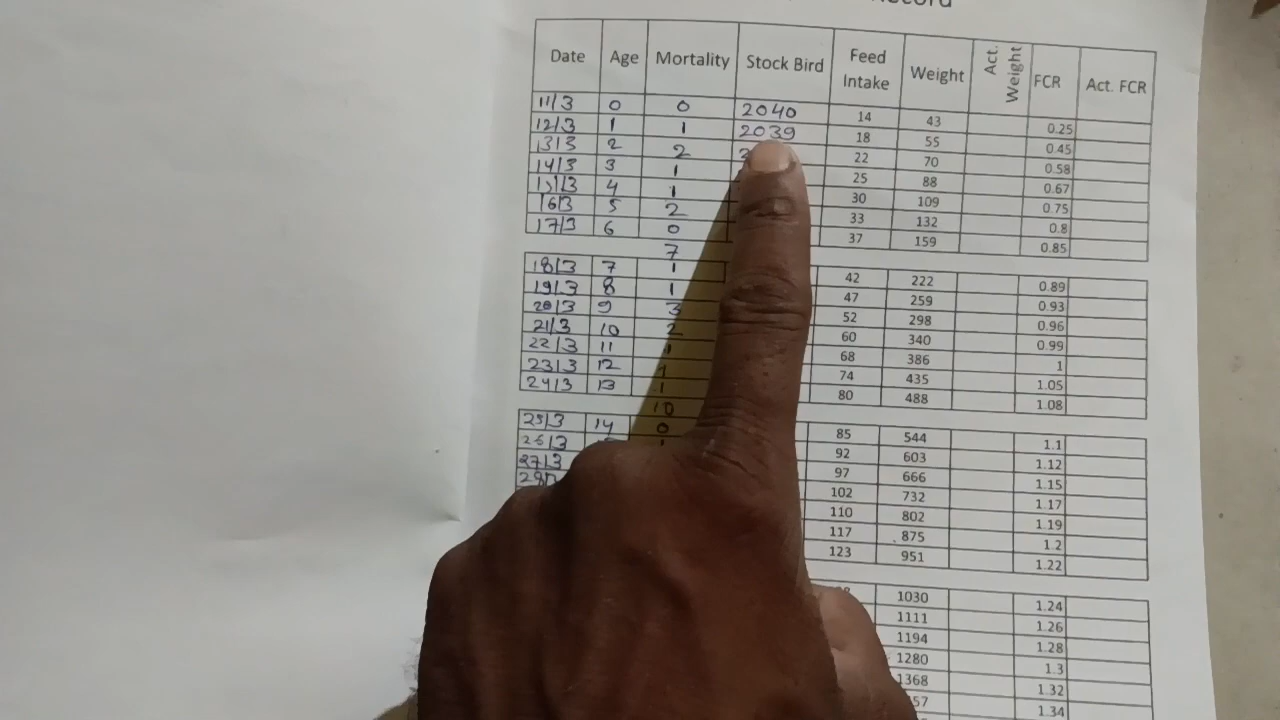 Record
Date Age Mortality Stock Bird Feed Intake Weight Act. Weight FCR Act. FCR
11/3 0 0 2040 14 43 0.25
12/3 1 1 2039 18 55 0.45
13/3 2 2 22 70 0.58
14/3 3 1 25 88 0.67
15/3 4 1 30 109 0.75
16/3 5 2 33 132 0.8
17/3 6 0 37 159 0.85
7
18/3 7 1 42 222 0.89
19/3 8 1 47 259 0.93
20/3 9 3 52 298 0.96
21/3 10 2 60 340 0.99
22/3 11 1 68 386 1
23/3 12 1 74 435 1.05
24/3 13 1 80 488 1.08
10
25/3 14 0 85 544 1.1
26/3 92 603 1.12
27/3 97 666 1.15
102 732 1.17
110 802 1.19
117 875 1.2
123 951 1.22
1030 1.24
1111 1.26
1194 1.28
1280 1.3
1368 1.32
1.34